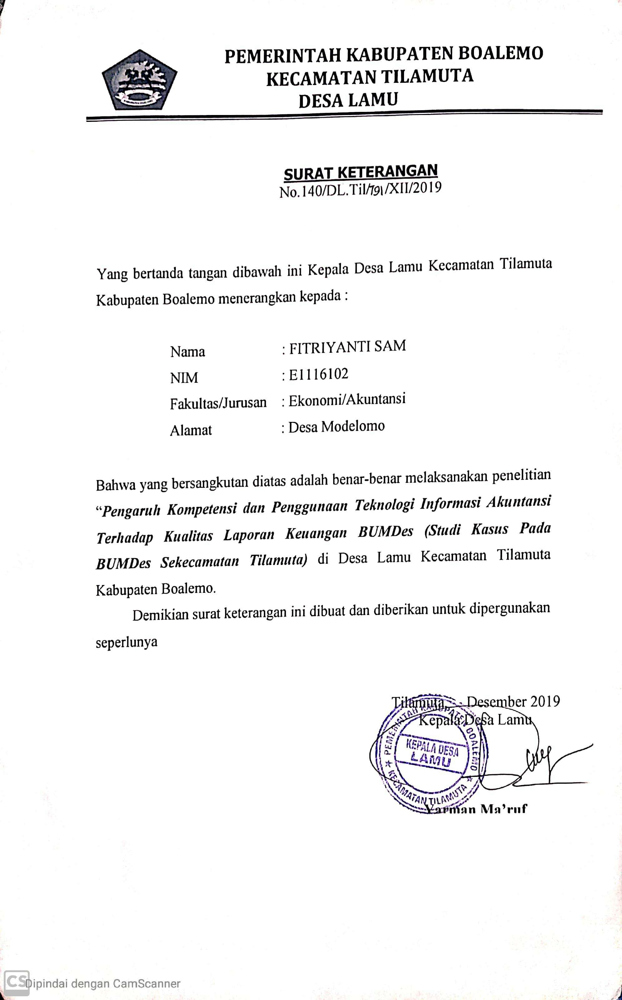 PEMERINTAH KABUPATEN BOALEMO
KECAMATAN TILAMUTA
DESA LAMU
SURAT KETERANGAN
No.140/DL.Til/791/XII/2019
Yang bertanda tangan dibawah ini Kepala Desa Lamu Kecamatan Tilamuta
Kabupaten Boalemo menerangkan kepada :
Nama : FITRIYANTI SAM
NIM : E1116102
Fakultas/Jurusan : Ekonomi/Akuntansi
Alamat : Desa Modelomo
Bahwa yang bersangkutan diatas adalah benar-benar melaksanakan penelitian
“Pengaruh Kompetensi dan Penggunaan Teknologi Informasi Akuntansi
Terhadap Kualitas Laporan Keuangan BUMDes (Studi Kasus Pada
BUMDes Sekecamatan Tilamuta) di Desa Lamu Kecamatan Tilamuta
Kabupaten Boalemo.
Demikian surat keterangan ini dibuat dan diberikan untuk dipergunakan
seperlunya
Tilamuta, - Desember 2019
Kepala Desa Lamu
PEMERINTAH KABUPATEN BOALEMO
KEPALA DESA
LAMU
★ KECAMATAN TILAMUTA ★
Yarman Ma’ruf
CS Dipindai dengan CamScanner